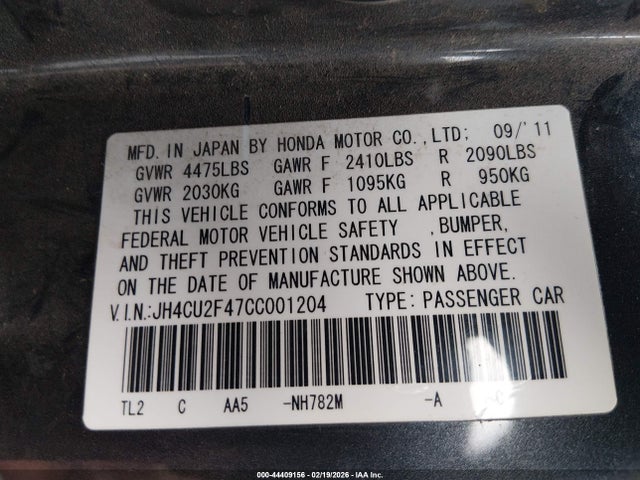 MFD. IN JAPAN BY HONDA MOTOR CO.,LTD; 09/'11
GVWR 4475LBS GAWR F 2410LBS R 2090LBS
GVWR 2030KG GAWR F 1095KG R 950KG
THIS VEHICLE CONFORMS TO ALL APPLICABLE
FEDERAL MOTOR VEHICLE SAFETY ,BUMPER,
AND THEFT PREVENTION STANDARDS IN EFFECT
ON THE DATE OF MANUFACTURE SHOWN ABOVE.
V.I.N.:JH4CU2F47CC001204 TYPE: PASSENGER CAR
TL2 C AA5 -NH782M -A -C
000-44409156 - 02/19/2026 - IAA Inc.